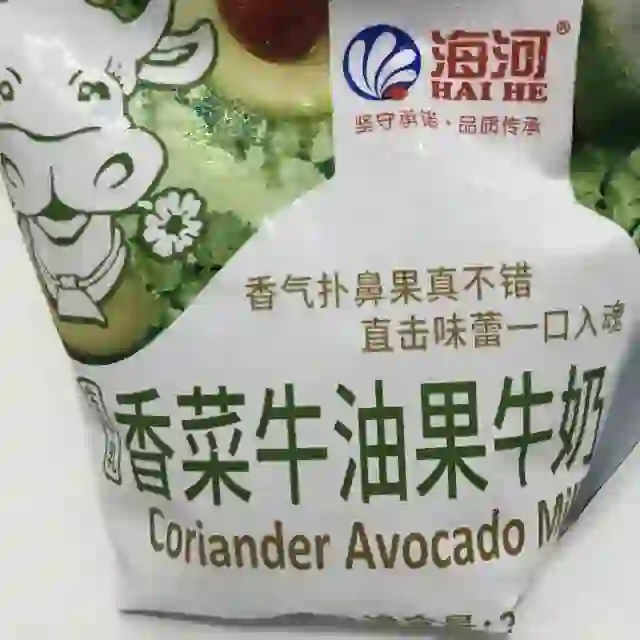 海河®
HAI HE
坚守承诺·品质传承
香气扑鼻果真不错
直击味蕾一口入魂
香菜牛油果牛奶
Coriander Avocado